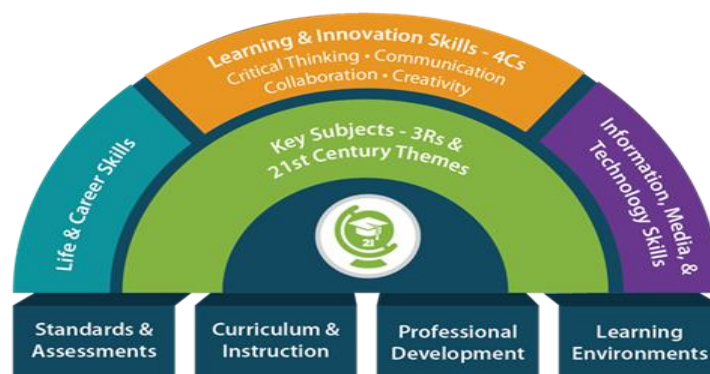 Learning & Innovation Skills - 4Cs
Critical Thinking • Communication
Collaboration • Creativity
Life & Career Skills
Key Subjects - 3Rs &
21st Century Themes
Information, Media, &
Technology Skills
21
Standards &
Assessments
Curriculum &
Instruction
Professional
Development
Learning
Environments